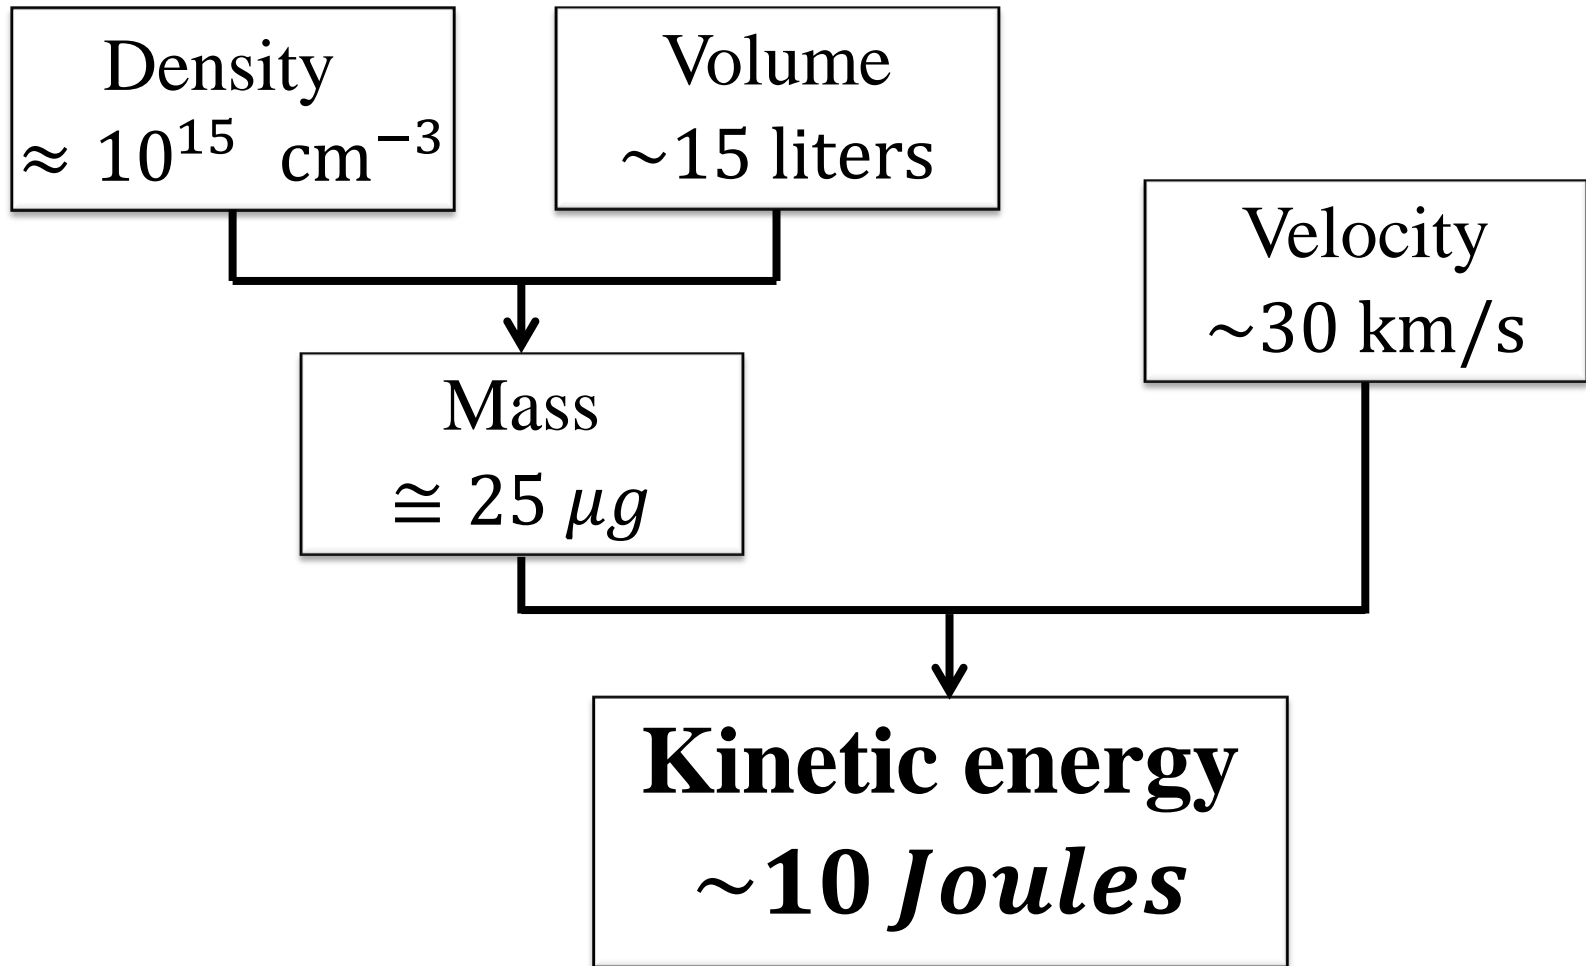 Density
≈ 10¹⁵ cm⁻³
Volume
~15 liters
Velocity
~30 km/s
Mass
≅ 25 μg
Kinetic energy
~10 Joules